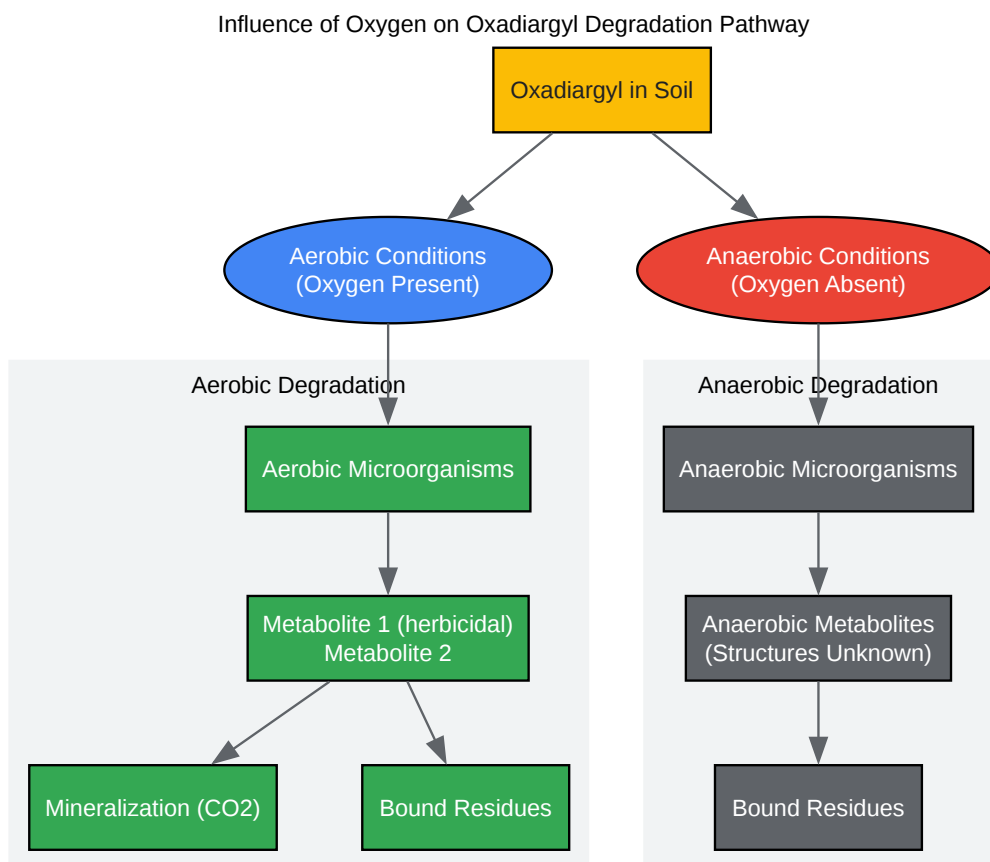 Influence of Oxygen on Oxadiargyl Degradation Pathway
Oxadiargyl in Soil
Aerobic Conditions
(Oxygen Present)
Anaerobic Conditions
(Oxygen Absent)
Aerobic Degradation
Anaerobic Degradation
Aerobic Microorganisms
Anaerobic Microorganisms
Metabolite 1 (herbicidal)
Metabolite 2
Anaerobic Metabolites
(Structures Unknown)
Mineralization (CO2)
Bound Residues
Bound Residues